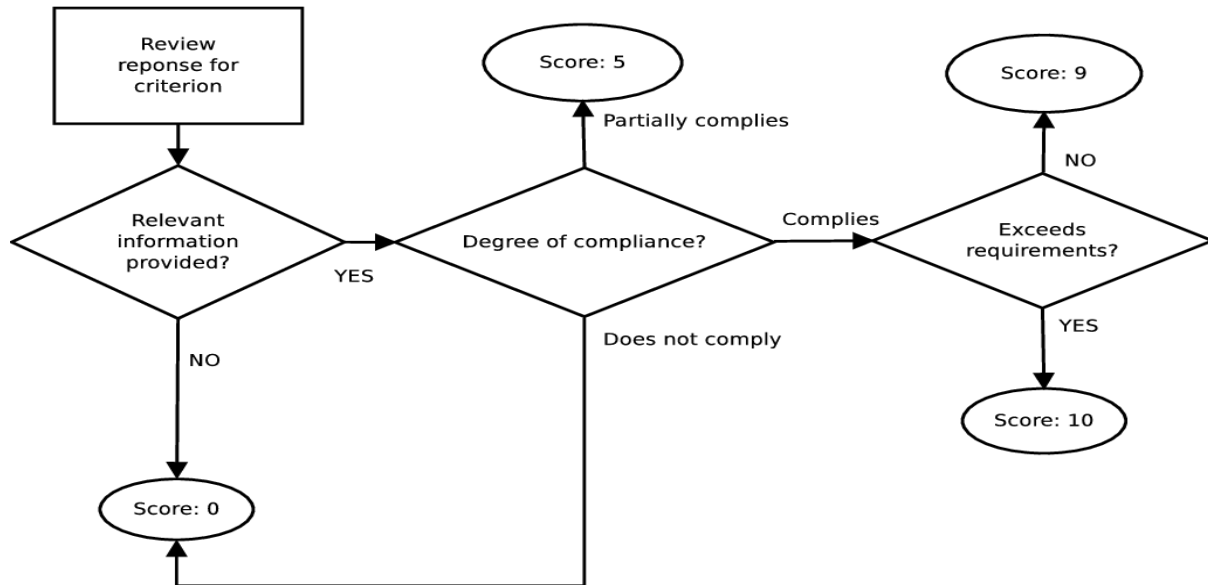 Review
reponse for
criterion
Score: 5
Score: 9
Partially complies
NO
Relevant
information
provided?
YES
Degree of compliance?
Complies
Exceeds
requirements?
Does not comply
YES
NO
Score: 10
Score: 0